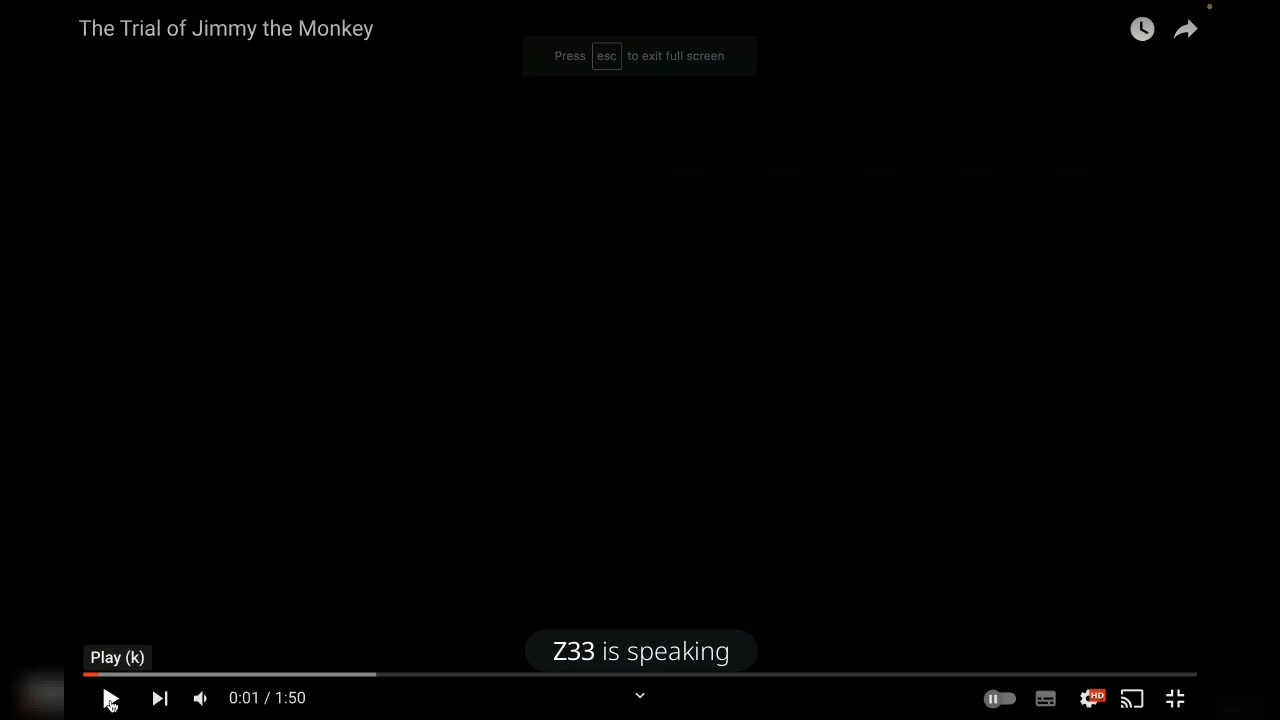 The Trial of Jimmy the Monkey
Press esc to exit full screen
Z33 is speaking
Play (k)
0:01 / 1:50
HD